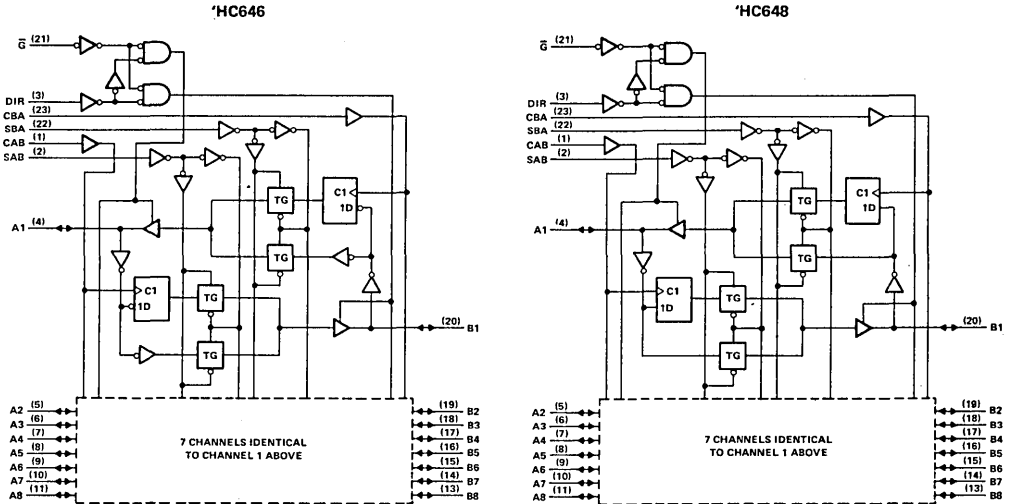 'HC646
G (21)
DIR (3)
CBA (23)
SBA (22)
CAB (1)
SAB (2)
TG
C1
1D
A1 (4)
TG
C1
1D
TG
(20) B1
TG
A2 (5)
A3 (6)
A4 (7)
A5 (8)
A6 (9)
A7 (10)
A8 (11)
7 CHANNELS IDENTICAL
TO CHANNEL 1 ABOVE
(19) B2
(18) B3
(17) B4
(16) B5
(15) B6
(14) B7
(13) B8
'HC648
G (21)
DIR (3)
CBA (23)
SBA (22)
CAB (1)
SAB (2)
TG
C1
1D
A1 (4)
TG
C1
1D
TG
(20) B1
TG
A2 (5)
A3 (6)
A4 (7)
A5 (8)
A6 (9)
A7 (10)
A8 (11)
7 CHANNELS IDENTICAL
TO CHANNEL 1 ABOVE
(19) B2
(18) B3
(17) B4
(16) B5
(15) B6
(14) B7
(13) B8